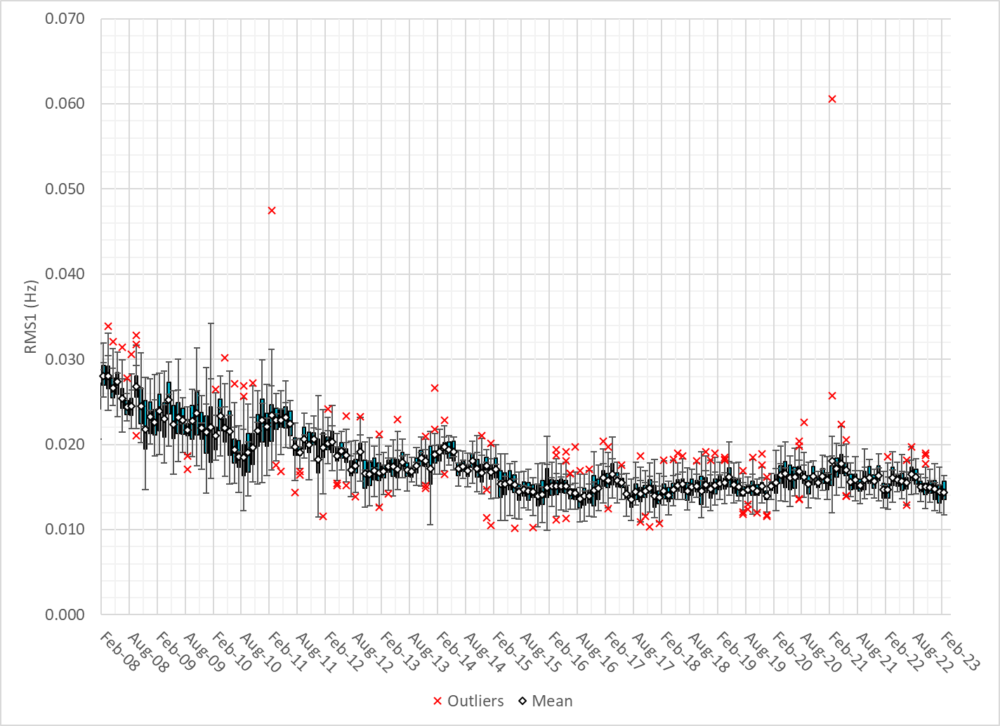 0.070
0.060
0.050
0.040
0.030
0.020
0.010
0.000
RMS1 (Hz)
Feb-08
Aug-08
Feb-09
Aug-09
Feb-10
Aug-10
Feb-11
Aug-11
Feb-12
Aug-12
Feb-13
Aug-13
Feb-14
Aug-14
Feb-15
Aug-15
Feb-16
Aug-16
Feb-17
Aug-17
Feb-18
Aug-18
Feb-19
Aug-19
Feb-20
Aug-20
Feb-21
Aug-21
Feb-22
Aug-22
Feb-23
Outliers Mean